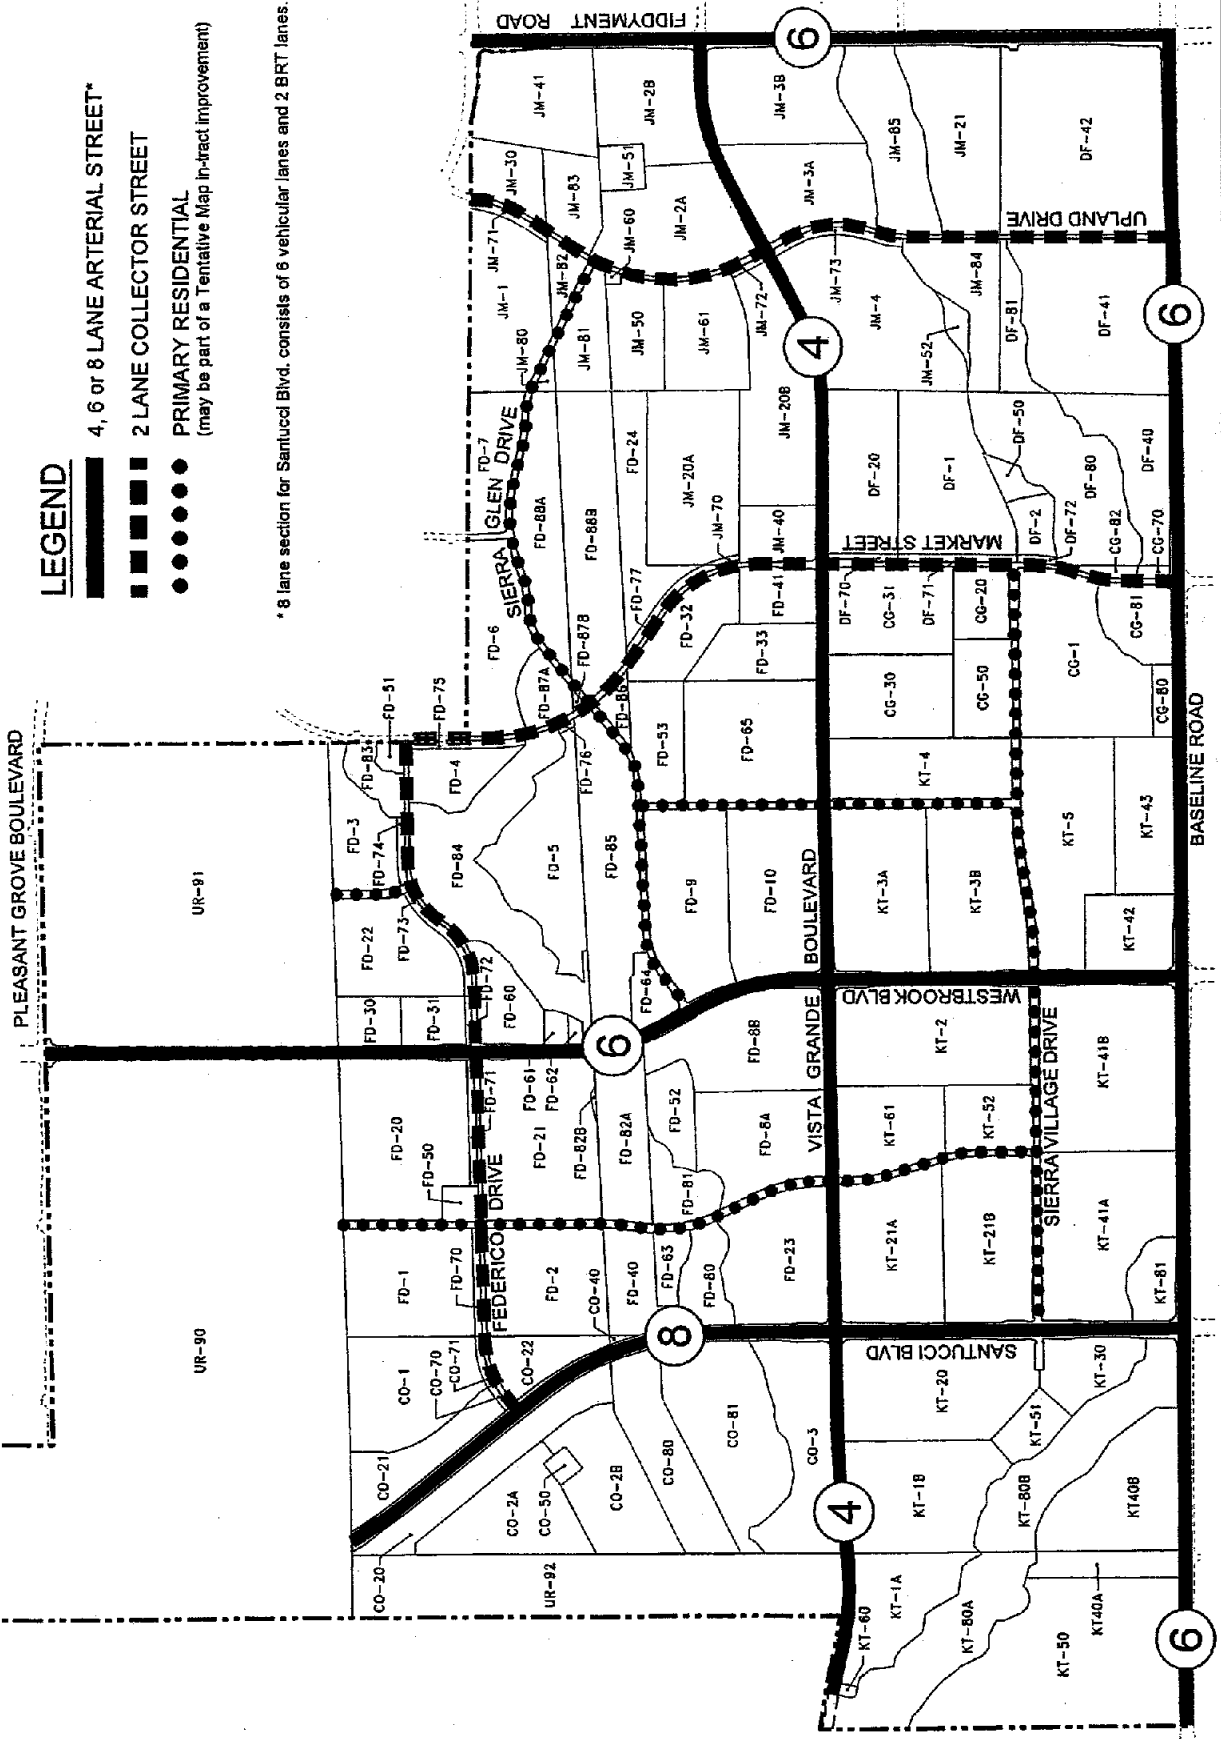 LEGEND
4, 6 or 8 LANE ARTERIAL STREET*
2 LANE COLLECTOR STREET
PRIMARY RESIDENTIAL
(may be part of a Tentative Map in-tract improvement)
*8 lane section for Santucci Blvd. consists of 6 vehicular lanes and 2 BRT lanes.
PLEASANT GROVE BOULEVARD
FIDDYMENT ROAD
BASELINE ROAD
VISTA GRANDE BOULEVARD
WESTBROOK BLVD
SANTUCCI BLVD
SIERRA VILLAGE DRIVE
FEDERICO DRIVE
SIERRA GLEN DRIVE
MARKET STREET
UPLAND DRIVE
6
4
6
6
8
4
6
UR-90
UR-91
UR-92
CO-20
CO-21
CO-1
CO-70
CO-71
CO-22
CO-2A
CO-50
CO-2B
CO-80
CO-81
CO-3
CO-40
FD-1
FD-70
FD-2
FD-40
FD-63
FD-80
FD-23
FD-20
FD-50
FD-71
FD-21
FD-61
FD-62
FD-82B
FD-82A
FD-52
FD-81
FD-8A
FD-8B
FD-30
FD-31
FD-72
FD-60
FD-64
FD-22
FD-73
FD-3
FD-74
FD-83
FD-51
FD-75
FD-4
FD-84
FD-5
FD-85
FD-76
FD-86
FD-87A
FD-87B
FD-6
FD-7
FD-88A
FD-88B
FD-24
FD-77
FD-32
FD-33
FD-41
FD-53
FD-65
FD-9
FD-10
JM-41
JM-30
JM-71
JM-1
JM-83
JM-82
JM-80
JM-81
JM-2B
JM-51
JM-60
JM-2A
JM-50
JM-61
JM-72
JM-3B
JM-3A
JM-73
JM-4
JM-85
JM-21
JM-84
JM-52
JM-20A
JM-20B
JM-70
JM-40
DF-42
DF-41
DF-81
DF-50
DF-20
DF-1
DF-2
DF-72
DF-80
DF-40
DF-70
DF-71
CG-31
CG-20
CG-30
CG-50
CG-1
CG-82
CG-70
CG-81
CG-80
KT-4
KT-3A
KT-3B
KT-5
KT-43
KT-42
KT-2
KT-41B
KT-61
KT-52
KT-21A
KT-21B
KT-41A
KT-81
KT-20
KT-30
KT-51
KT-1B
KT-80B
KT40B
KT-1A
KT-60
KT-80A
KT-50
KT40A